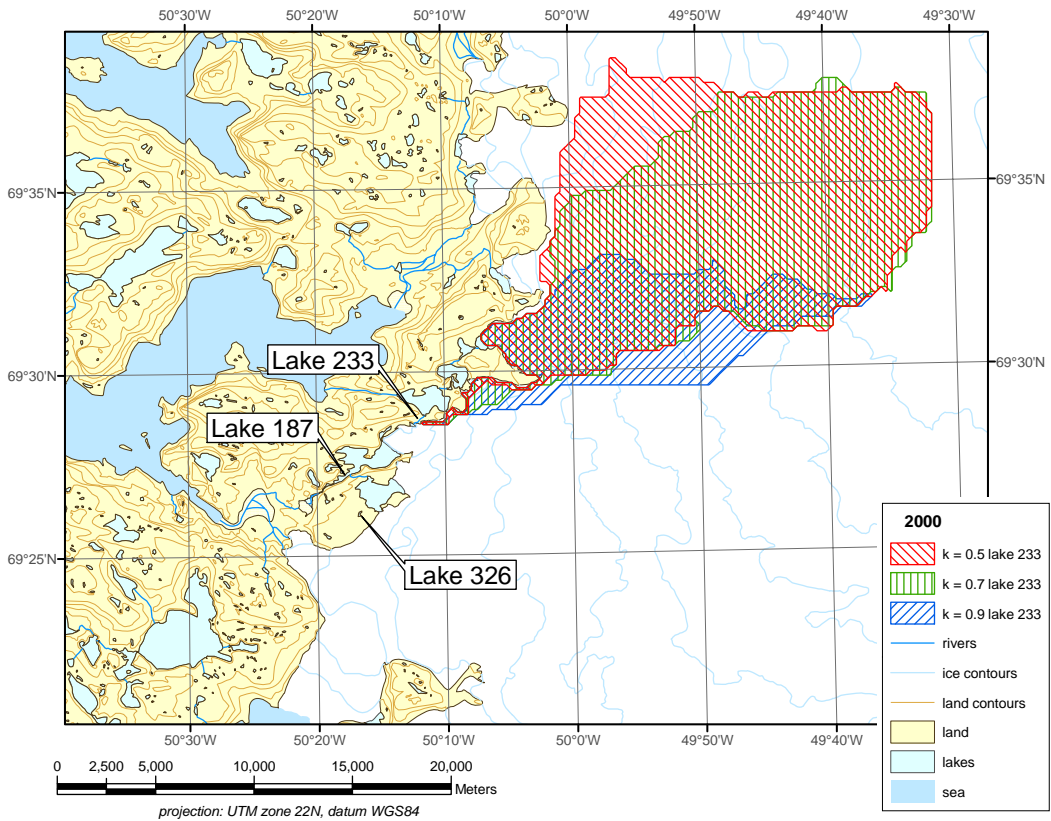 50°30'W 50°20'W 50°10'W 50°0'W 49°50'W 49°40'W 49°30'W
69°35'N 69°35'N
Lake 233
69°30'N 69°30'N
Lake 187
69°25'N
Lake 326
2000
k = 0.5 lake 233
k = 0.7 lake 233
k = 0.9 lake 233
rivers
ice contours
land contours
land
lakes
sea
50°30'W 50°20'W 50°10'W 50°0'W 49°50'W 49°40'W
0 2,500 5,000 10,000 15,000 20,000
Meters
projection: UTM zone 22N, datum WGS84